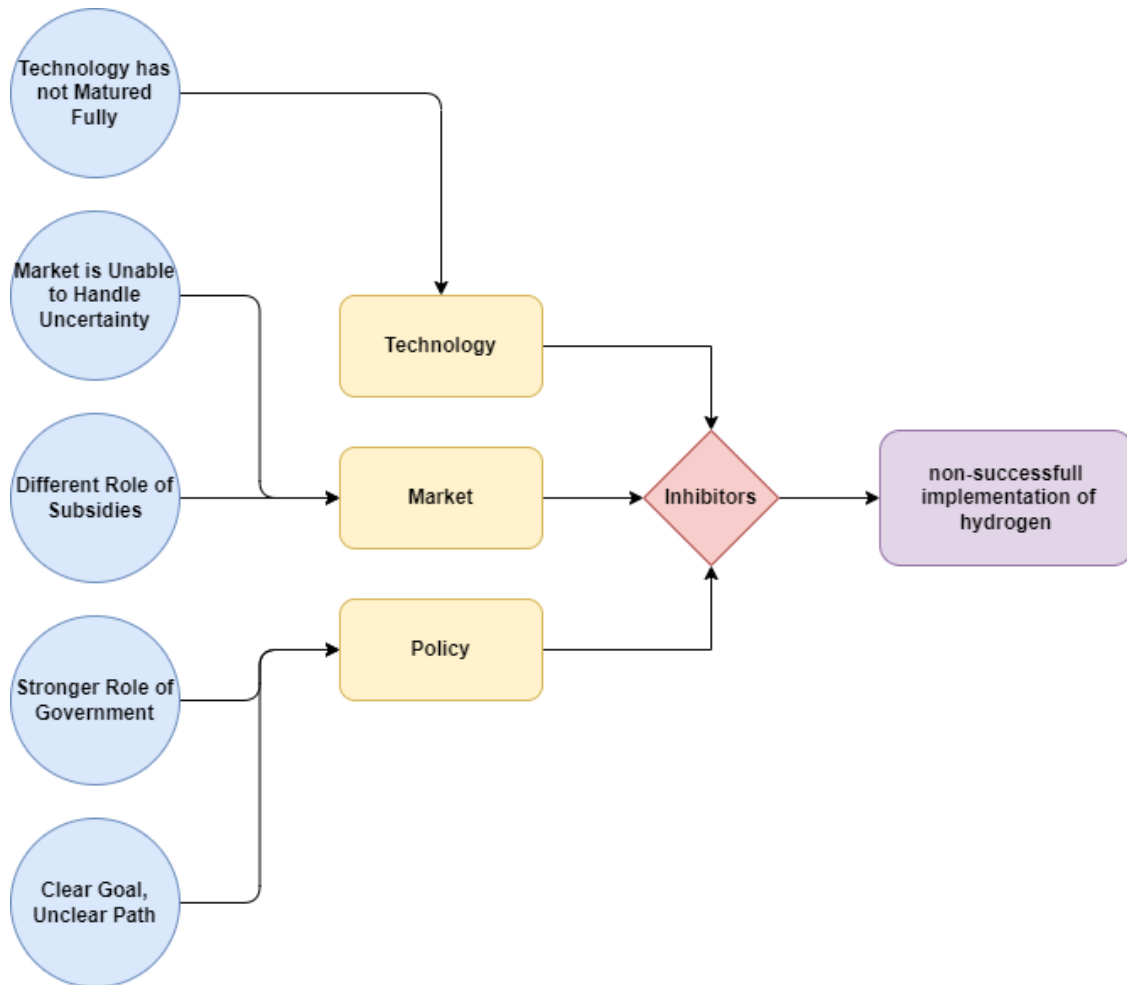 Technology has
not Matured
Fully
Market is Unable
to Handle
Uncertainty
Technology
Different Role of
Subsidies
Market
Inhibitors
non-successfull
implementation of
hydrogen
Stronger Role of
Government
Policy
Clear Goal,
Unclear Path